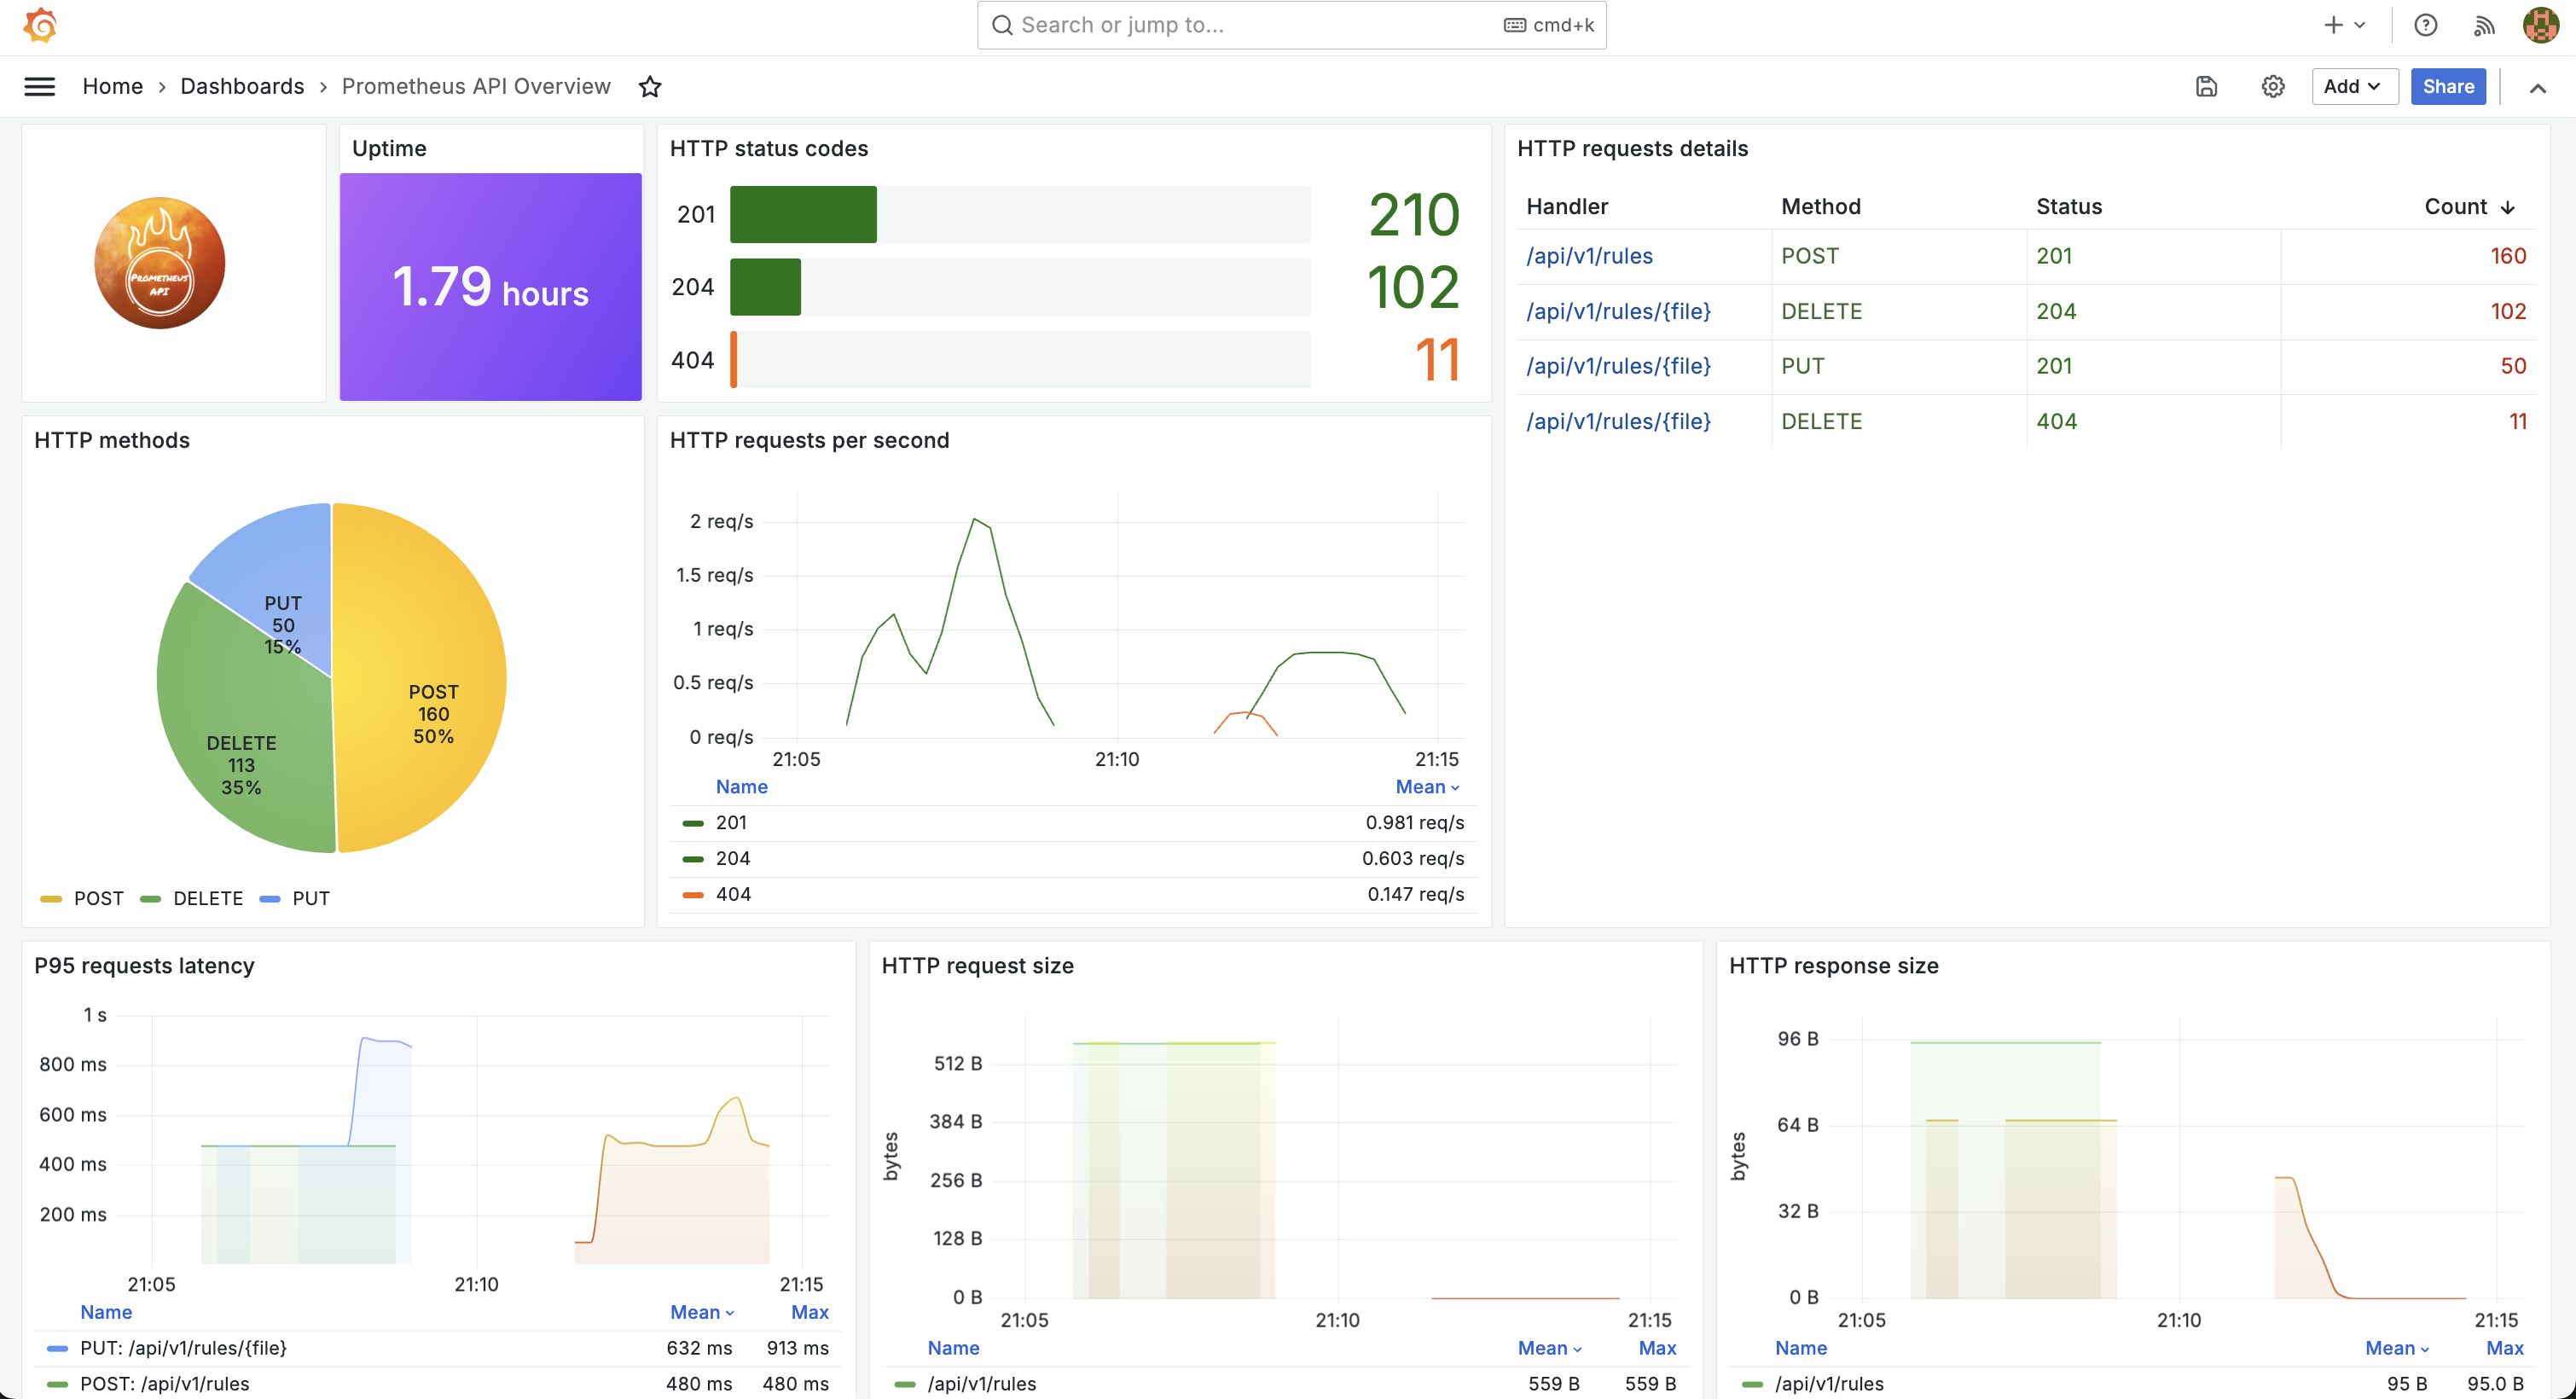 Search or jump to... cmd+k
Home › Dashboards › Prometheus API Overview
Add
Share
PROMETHEUS
API
Uptime
1.79 hours
HTTP status codes
201 210
204 102
404 11
HTTP requests details
Handler Method Status Count ↓
/api/v1/rules POST 201 160
/api/v1/rules/{file} DELETE 204 102
/api/v1/rules/{file} PUT 201 50
/api/v1/rules/{file} DELETE 404 11
HTTP methods
PUT
50
15%
POST
160
50%
DELETE
113
35%
POST DELETE PUT
HTTP requests per second
2 req/s
1.5 req/s
1 req/s
0.5 req/s
0 req/s
21:05 21:10 21:15
Name Mean
201 0.981 req/s
204 0.603 req/s
404 0.147 req/s
P95 requests latency
1 s
800 ms
600 ms
400 ms
200 ms
21:05 21:10 21:15
Name Mean Max
PUT: /api/v1/rules/{file} 632 ms 913 ms
POST: /api/v1/rules 480 ms 480 ms
HTTP request size
bytes
512 B
384 B
256 B
128 B
0 B
21:05 21:10 21:15
Name Mean Max
/api/v1/rules 559 B 559 B
HTTP response size
bytes
96 B
64 B
32 B
0 B
21:05 21:10 21:15
Name Mean Max
/api/v1/rules 95 B 95.0 B